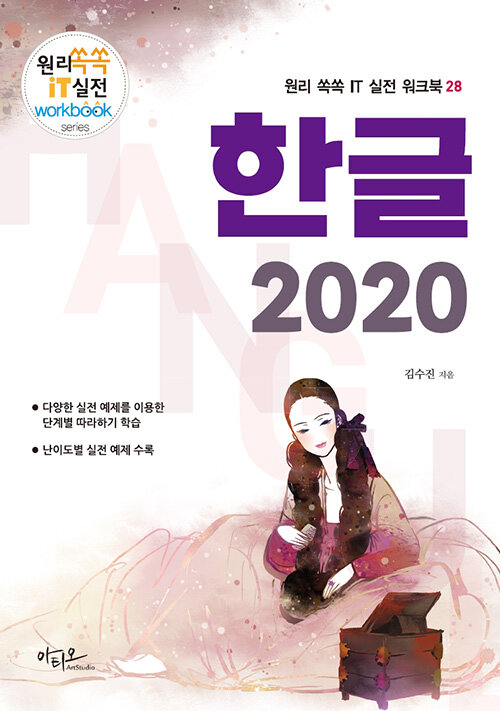 원리쏙쏙
iT실전
workbook
series
원리 쏙쏙 IT 실전 워크북 28
한글
2020
HANGUL
김수진 지음
● 다양한 실전 예제를 이용한
단계별 따라하기 학습
● 난이도별 실전 예제 수록
아티오
ArtStudio